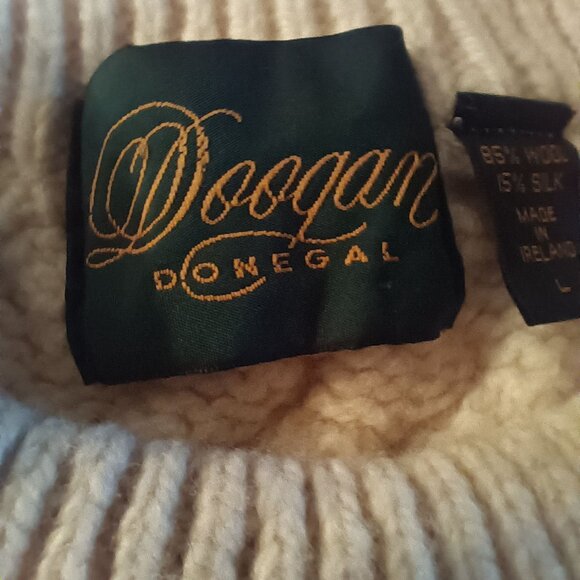 Doogan
DONEGAL
85% WOOL
15% SILK
MADE
IN
IRELAND
L